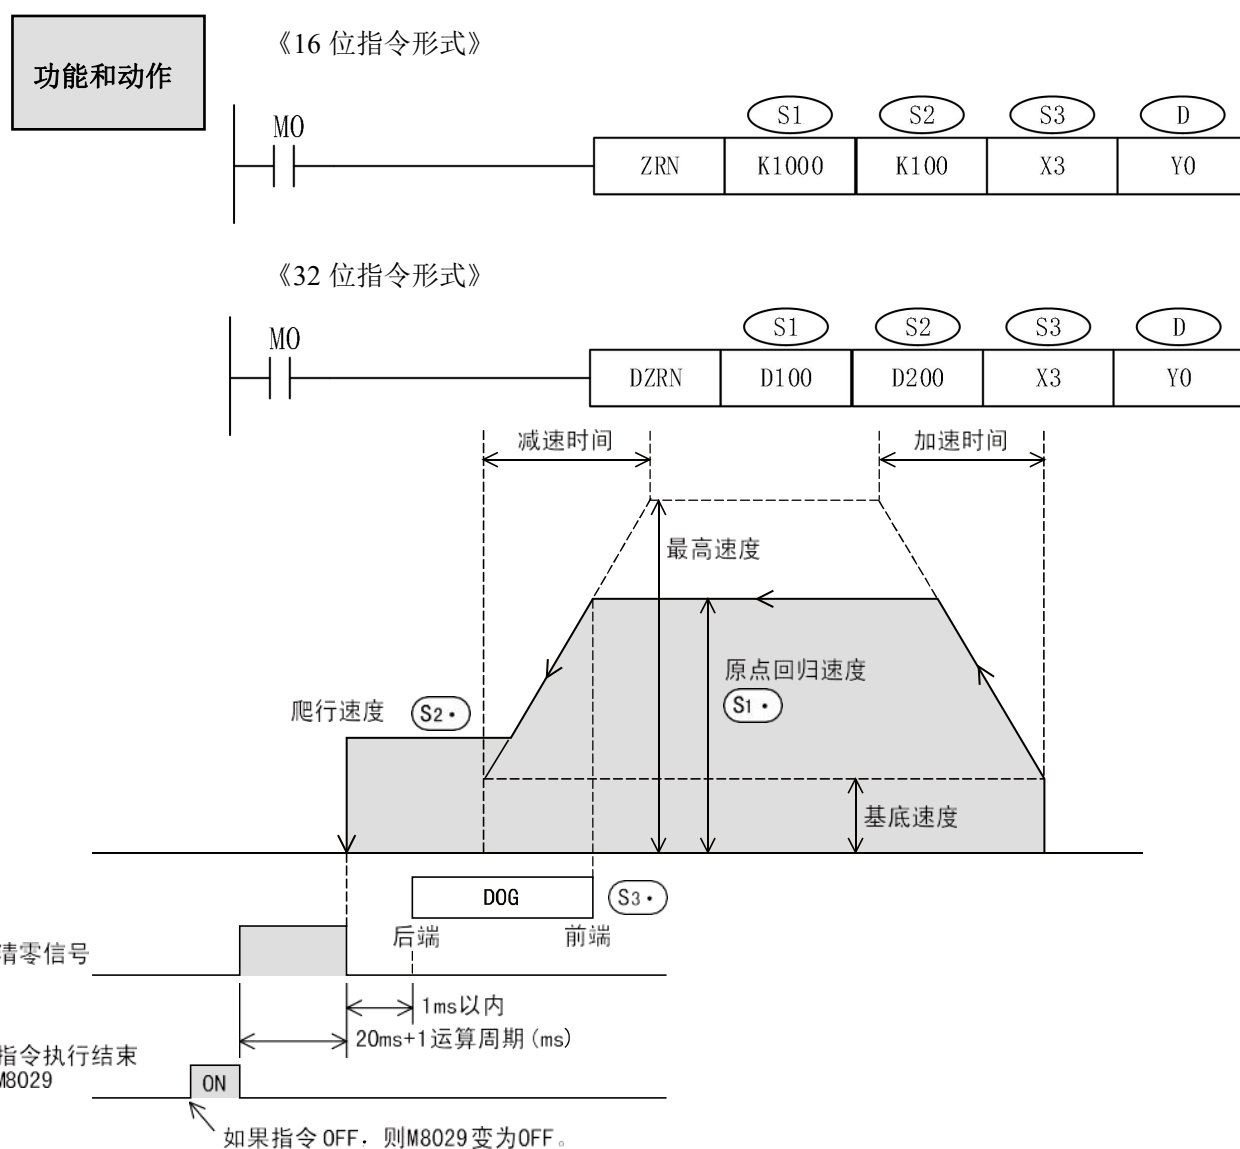 功能和动作
《16 位指令形式》
M0
S1 S2 S3 D
ZRN K1000 K100 X3 Y0
《32 位指令形式》
M0
S1 S2 S3 D
DZRN D100 D200 X3 Y0
减速时间 加速时间
最高速度
原点回归速度
S1·
爬行速度 S2·
基底速度
DOG S3·
后端 前端
清零信号
1ms以内
20ms+1运算周期(ms)
指令执行结束
M8029
ON
如果指令OFF，则M8029变为OFF。